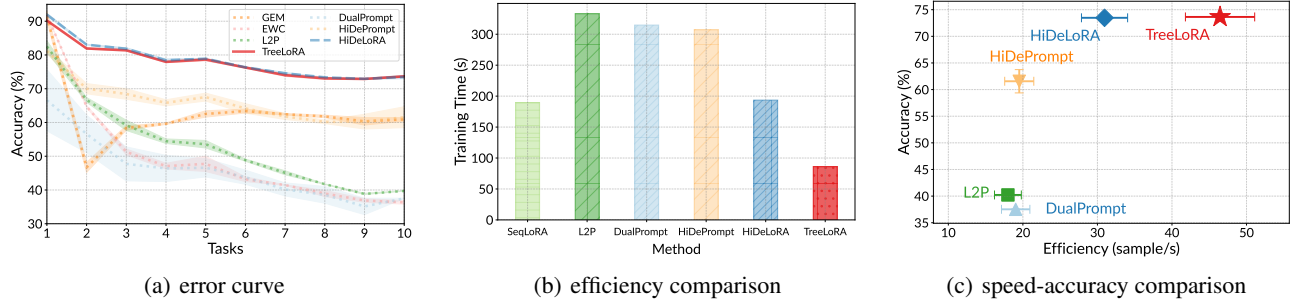 GEM
EWC
L2P
TreeLoRA
DualPrompt
HiDePrompt
HiDeLoRA
Accuracy (%)
90
80
70
60
50
40
30
1 2 3 4 5 6 7 8 9 10
Tasks
(a) error curve
Training Time (s)
300
250
200
150
100
50
0
SeqLoRA L2P DualPrompt HiDePrompt HiDeLoRA TreeLoRA
Method
(b) efficiency comparison
Accuracy (%)
75
70
65
60
55
50
45
40
35
HiDeLoRA
TreeLoRA
HiDePrompt
L2P
DualPrompt
10 20 30 40 50
Efficiency (sample/s)
(c) speed-accuracy comparison